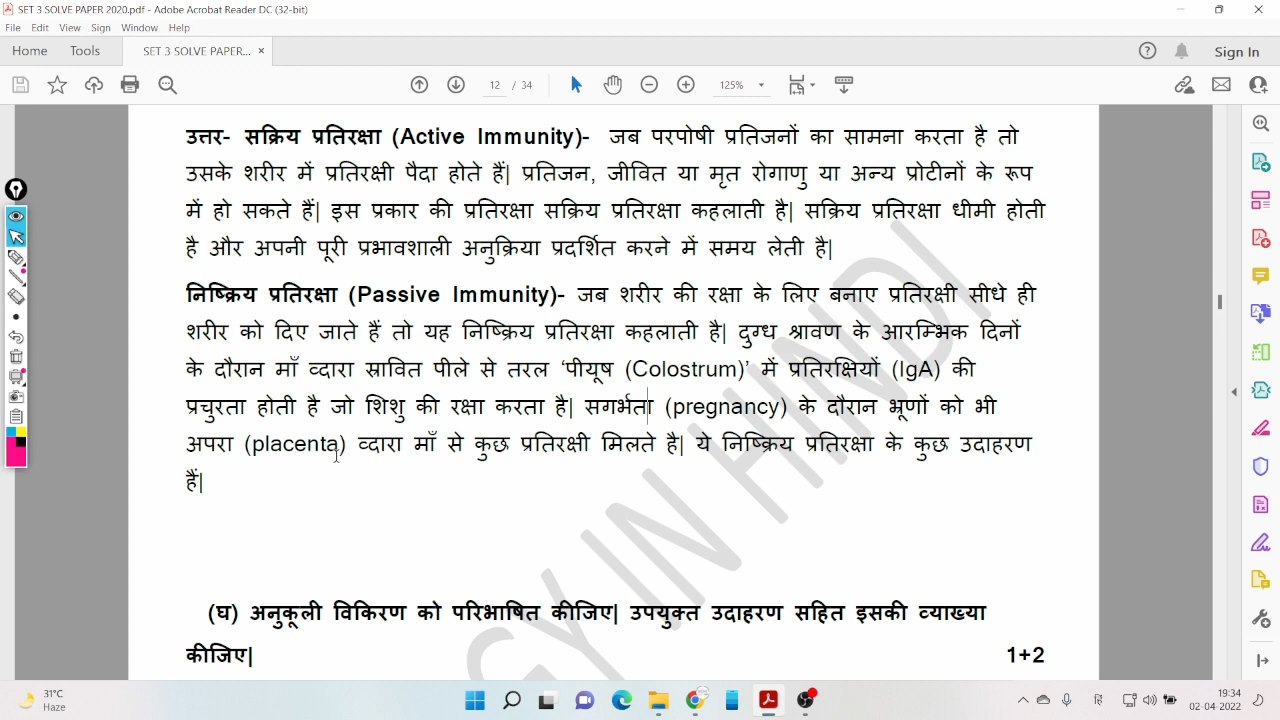 SET 3 SOLVE PAPER 2020.pdf - Adobe Acrobat Reader DC (32-bit)
File Edit View Sign Window Help
Home Tools SET 3 SOLVE PAPER... × Sign In
12 / 34 125%
उत्तर- सक्रिय प्रतिरक्षा (Active Immunity)- जब परपोषी प्रतिजनों का सामना करता है तो
उसके शरीर में प्रतिरक्षी पैदा होते हैं| प्रतिजन, जीवित या मृत रोगाणु या अन्य प्रोटीनों के रूप
में हो सकते हैं| इस प्रकार की प्रतिरक्षा सक्रिय प्रतिरक्षा कहलाती है| सक्रिय प्रतिरक्षा धीमी होती
है और अपनी पूरी प्रभावशाली अनुक्रिया प्रदर्शित करने में समय लेती है|
निष्क्रिय प्रतिरक्षा (Passive Immunity)- जब शरीर की रक्षा के लिए बनाए प्रतिरक्षी सीधे ही
शरीर को दिए जाते हैं तो यह निष्क्रिय प्रतिरक्षा कहलाती है| दुग्ध श्रावण के आरम्भिक दिनों
के दौरान माँ व्दारा स्रावित पीले से तरल ‘पीयूष (Colostrum)’ में प्रतिरक्षियों (IgA) की
प्रचुरता होती है जो शिशु की रक्षा करता है| सगर्भता (pregnancy) के दौरान भ्रूणों को भी
अपरा (placenta) व्दारा माँ से कुछ प्रतिरक्षी मिलते है| ये निष्क्रिय प्रतिरक्षा के कुछ उदाहरण
हैं|
GY IN HINDI
(घ) अनुकूली विकिरण को परिभाषित कीजिए| उपयुक्त उदाहरण सहित इसकी व्याख्या
कीजिए| 1+2
31°C 19:34
Haze 02-04-2022